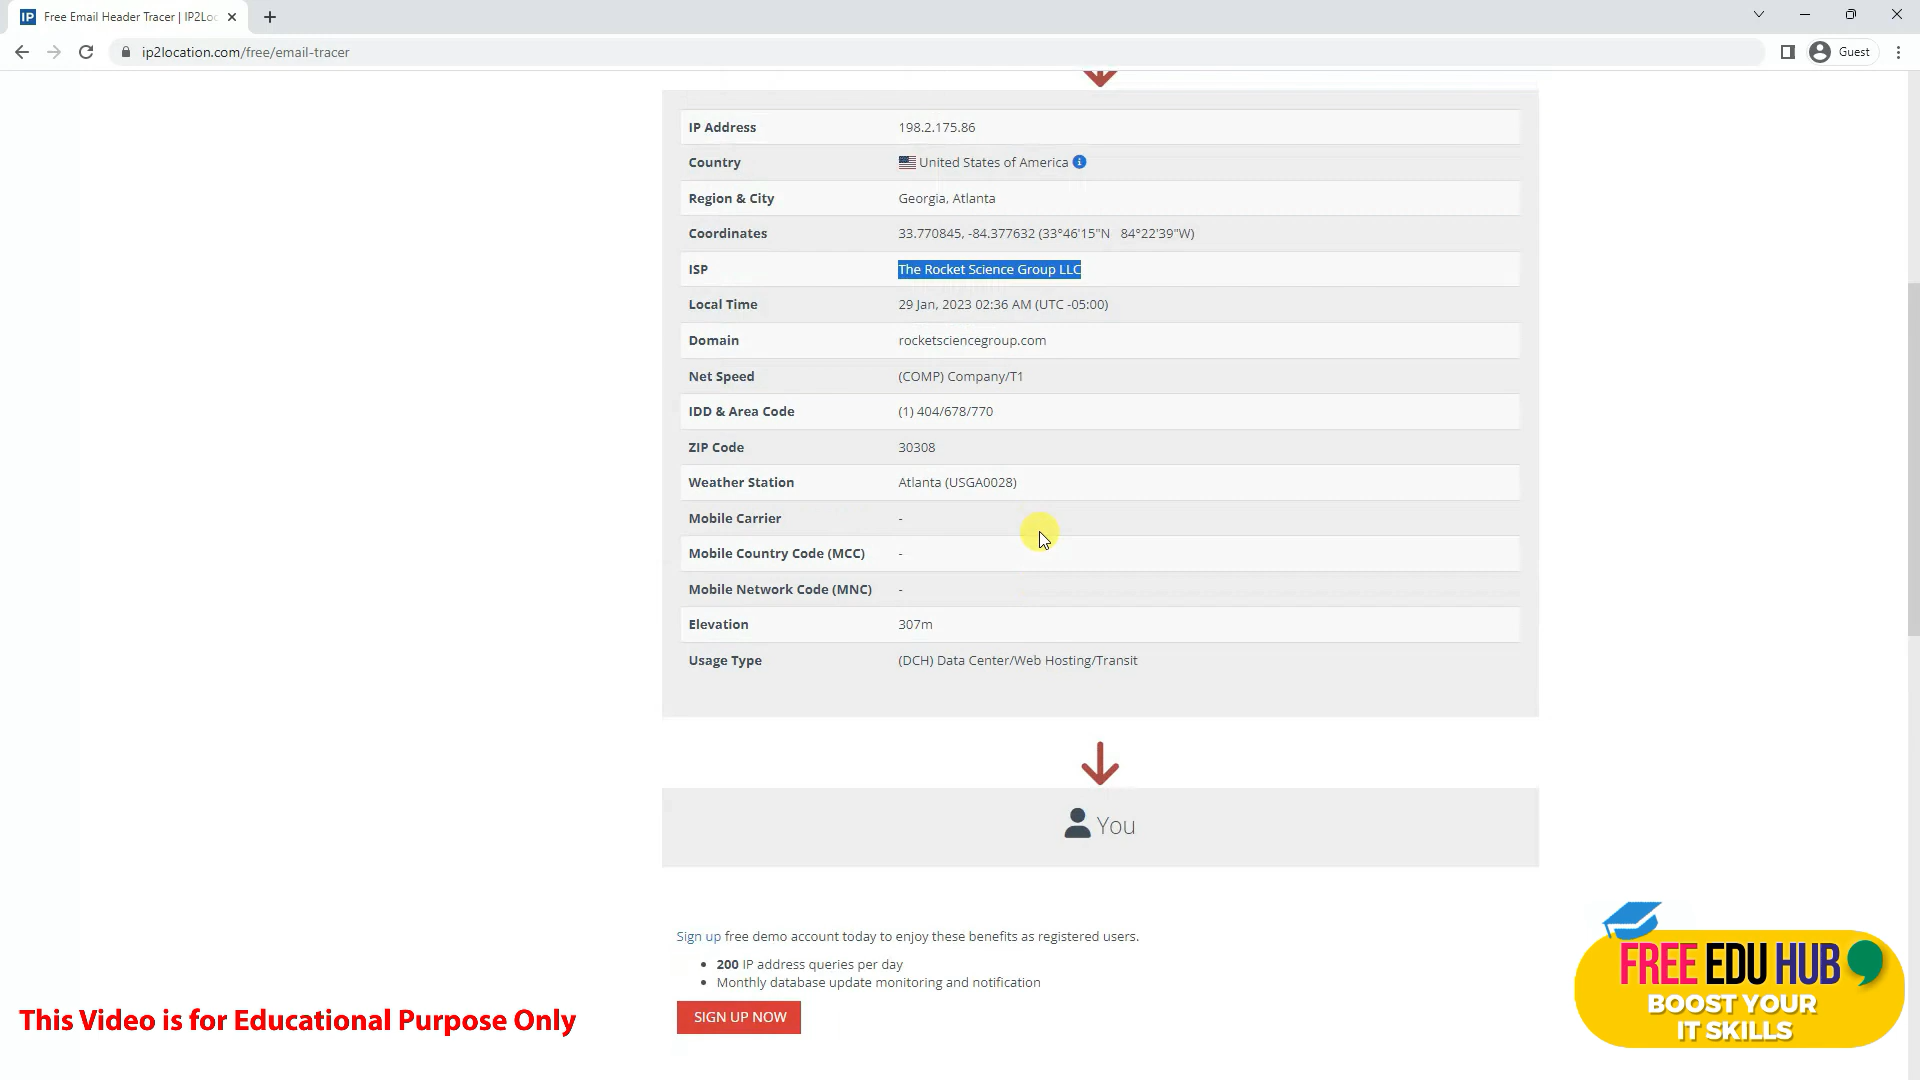 IP Free Email Header Tracer | IP2Loc
ip2location.com/free/email-tracer
Guest
IP Address 198.2.175.86
Country United States of America
Region & City Georgia, Atlanta
Coordinates 33.770845, -84.377632 (33°46'15"N 84°22'39"W)
ISP The Rocket Science Group LLC
Local Time 29 Jan, 2023 02:36 AM (UTC -05:00)
Domain rocketsciencegroup.com
Net Speed (COMP) Company/T1
IDD & Area Code (1) 404/678/770
ZIP Code 30308
Weather Station Atlanta (USGA0028)
Mobile Carrier -
Mobile Country Code (MCC) -
Mobile Network Code (MNC) -
Elevation 307m
Usage Type (DCH) Data Center/Web Hosting/Transit
You
Sign up free demo account today to enjoy these benefits as registered users.
• 200 IP address queries per day
• Monthly database update monitoring and notification
SIGN UP NOW
This Video is for Educational Purpose Only
FREE EDU HUB
BOOST YOUR
IT SKILLS